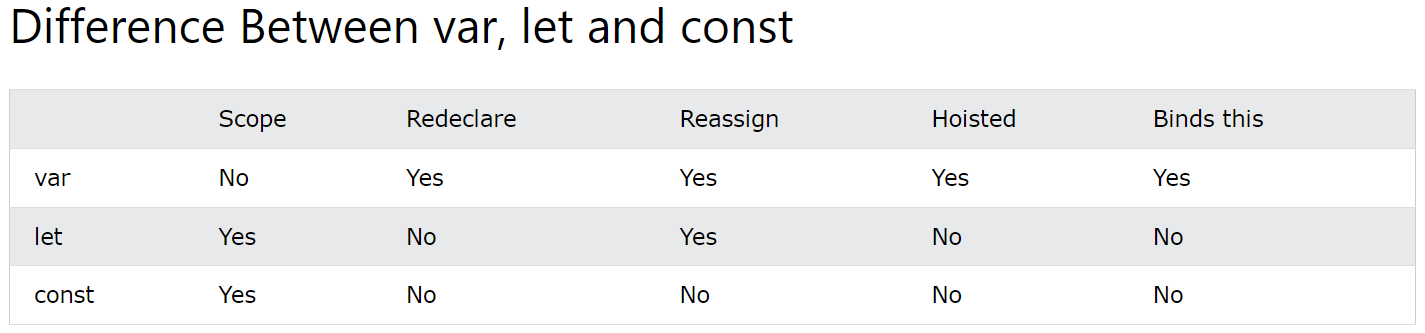 Difference Between var, let and const
Scope Redeclare Reassign Hoisted Binds this
var No Yes Yes Yes Yes
let Yes No Yes No No
const Yes No No No No